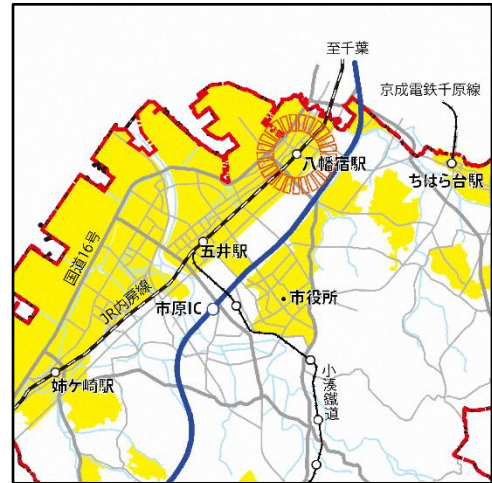 至千葉
京成電鉄千原線
八幡宿駅
ちはら台駅
国道16号
五井駅
JR内房線
市原IC
市役所
姉ケ崎駅
小湊鐵道